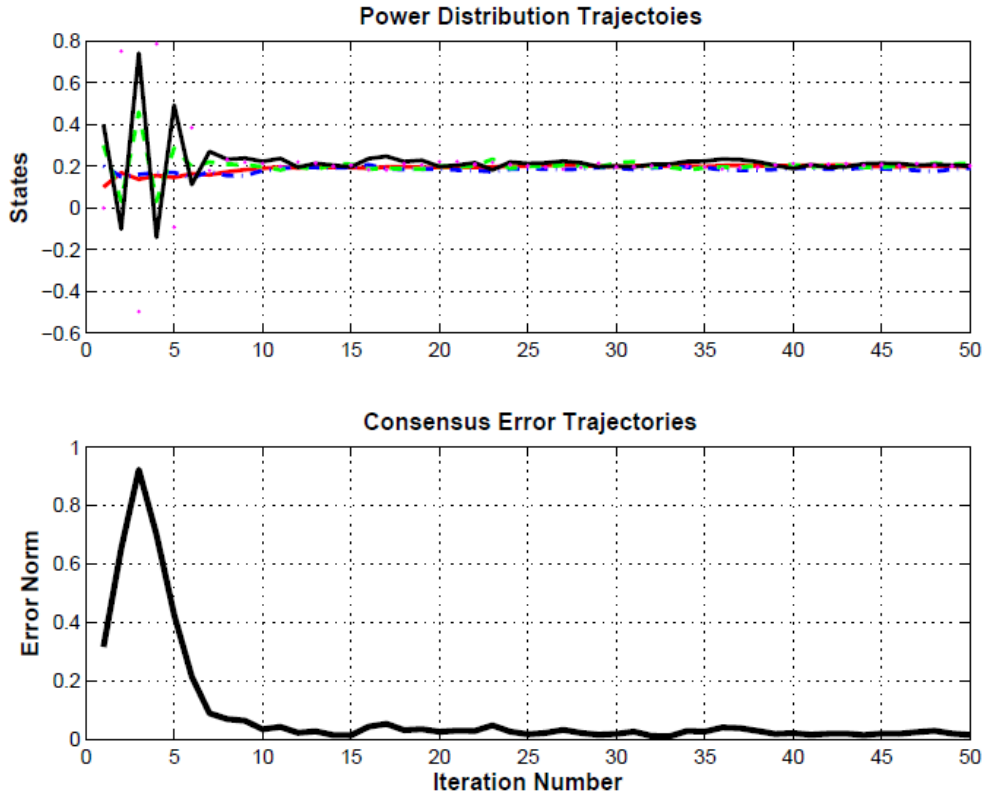 Power Distribution Trajectoies
0.8
0.6
0.4
0.2
0
−0.2
−0.4
−0.6
States
0 5 10 15 20 25 30 35 40 45 50
Consensus Error Trajectories
1
0.8
0.6
0.4
0.2
0
Error Norm
0 5 10 15 20 25 30 35 40 45 50
Iteration Number